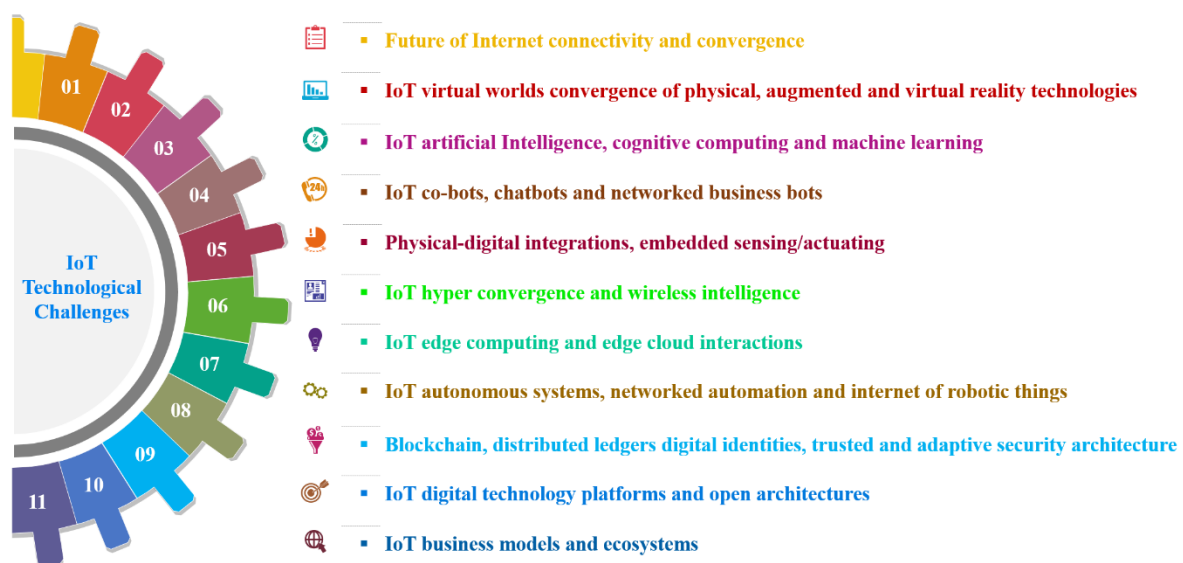 01
02
03
04
05
06
07
08
09
10
11
IoT
Technological
Challenges
▪ Future of Internet connectivity and convergence
▪ IoT virtual worlds convergence of physical, augmented and virtual reality technologies
▪ IoT artificial Intelligence, cognitive computing and machine learning
24h
▪ IoT co-bots, chatbots and networked business bots
▪ Physical-digital integrations, embedded sensing/actuating
▪ IoT hyper convergence and wireless intelligence
▪ IoT edge computing and edge cloud interactions
▪ IoT autonomous systems, networked automation and internet of robotic things
▪ Blockchain, distributed ledgers digital identities, trusted and adaptive security architecture
▪ IoT digital technology platforms and open architectures
▪ IoT business models and ecosystems